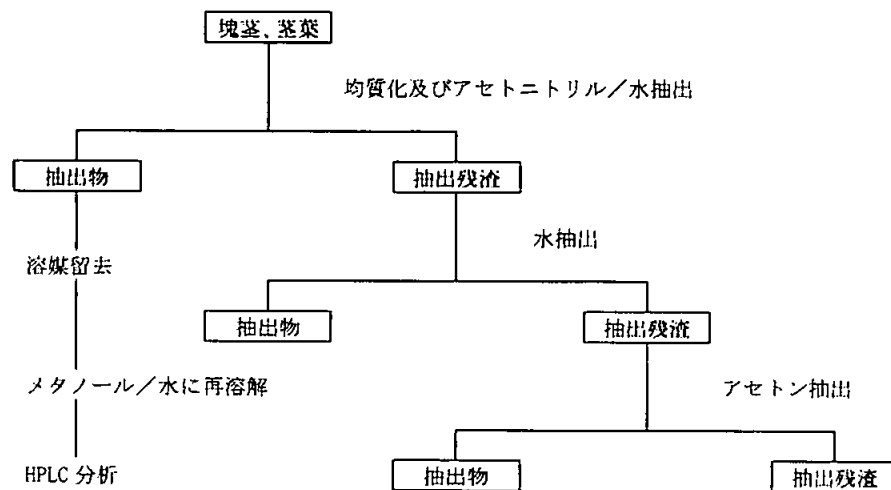 塊茎、茎葉
均質化及びアセトニトリル／水抽出
抽出物
抽出残渣
水抽出
溶媒留去
抽出物
抽出残渣
メタノール／水に再溶解
アセトン抽出
HPLC 分析
抽出物
抽出残渣